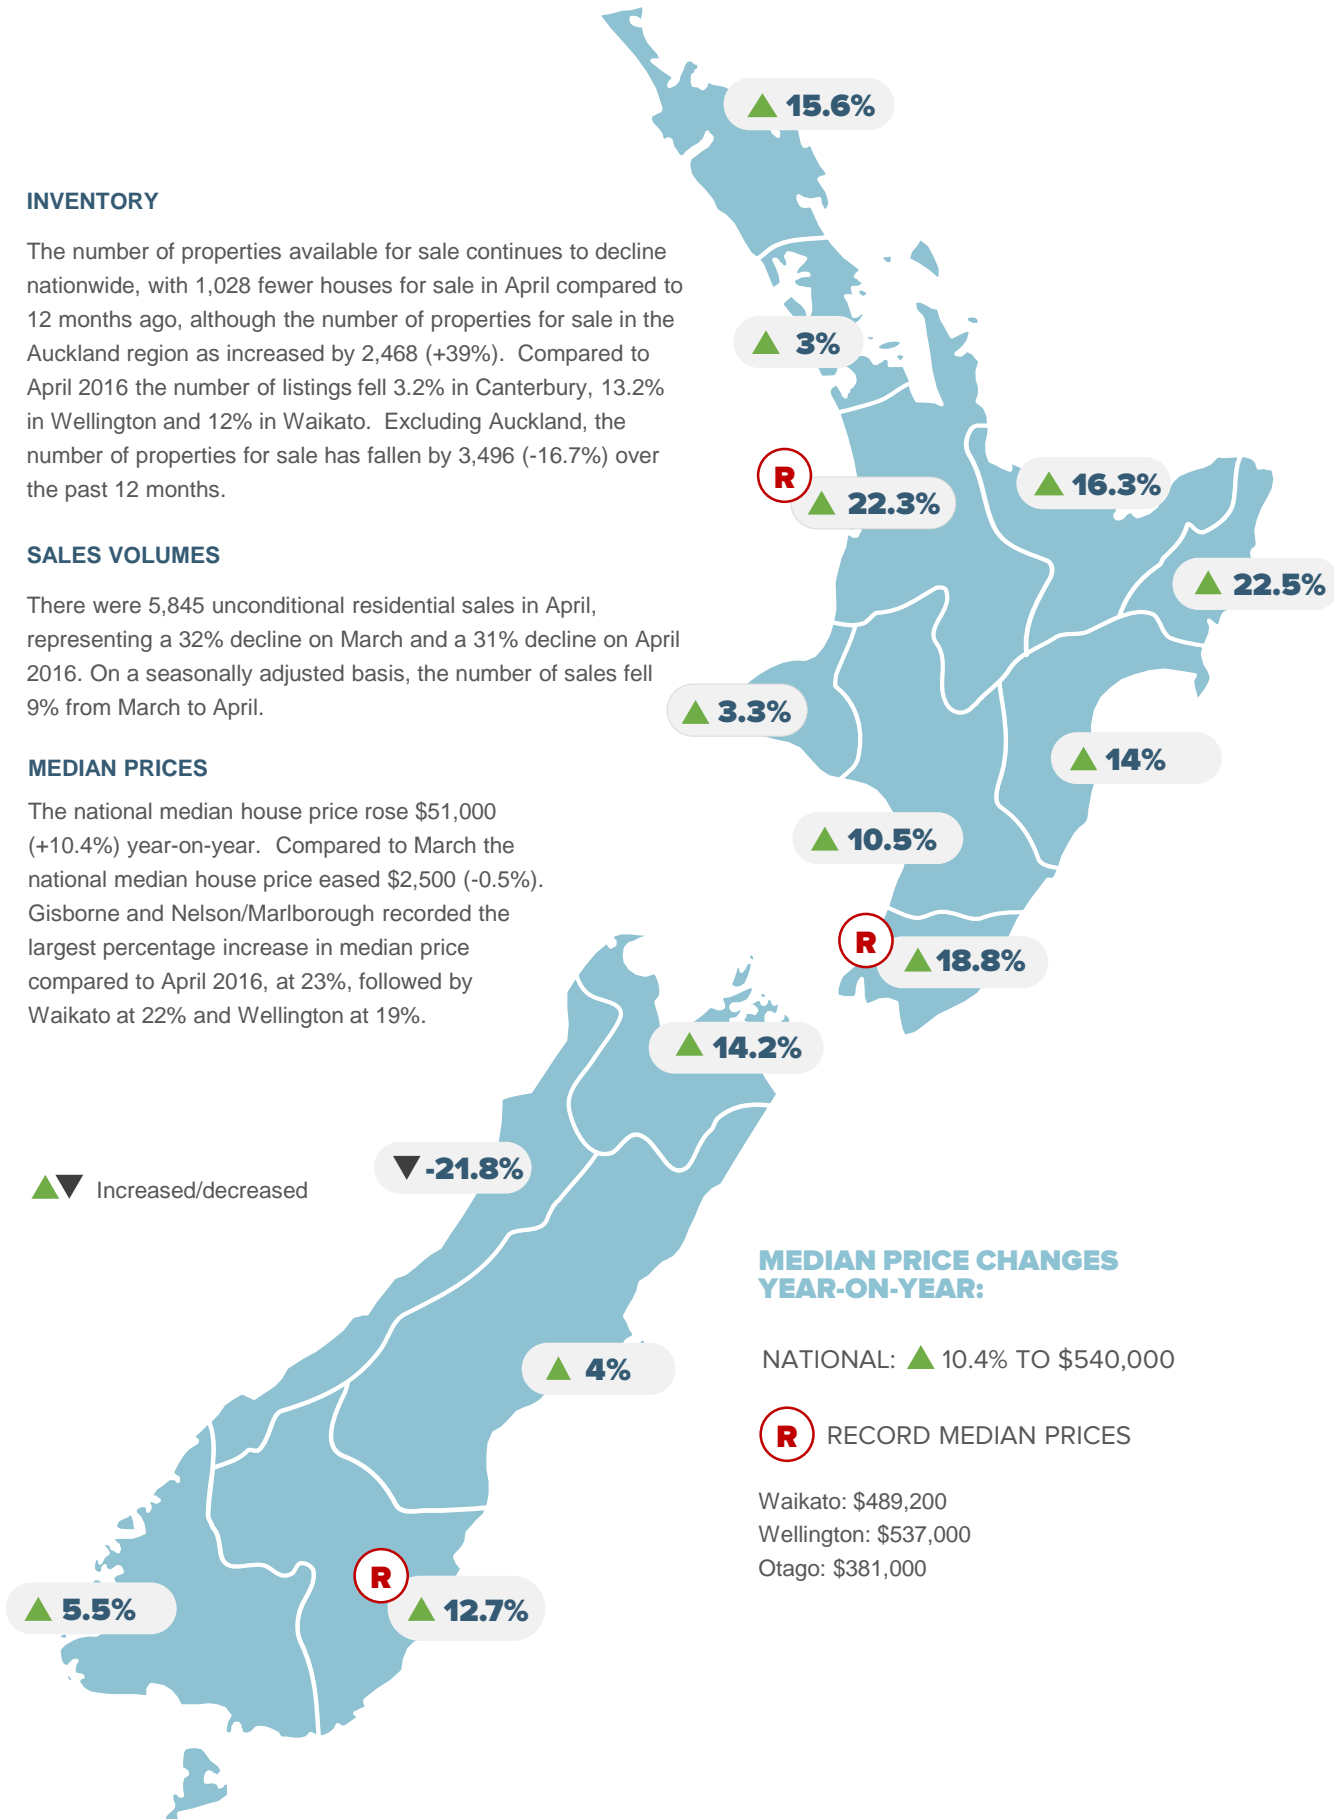 15.6%
INVENTORY
The number of properties available for sale continues to decline
nationwide, with 1,028 fewer houses for sale in April compared to
12 months ago, although the number of properties for sale in the
Auckland region as increased by 2,468 (+39%).  Compared to
April 2016 the number of listings fell 3.2% in Canterbury, 13.2%
in Wellington and 12% in Waikato.  Excluding Auckland, the
number of properties for sale has fallen by 3,496 (-16.7%) over
the past 12 months.
3%
R
22.3%
16.3%
22.5%
SALES VOLUMES
There were 5,845 unconditional residential sales in April,
representing a 32% decline on March and a 31% decline on April
2016. On a seasonally adjusted basis, the number of sales fell
9% from March to April.
3.3%
14%
MEDIAN PRICES
The national median house price rose $51,000
(+10.4%) year-on-year.  Compared to March the
national median house price eased $2,500 (-0.5%).
Gisborne and Nelson/Marlborough recorded the
largest percentage increase in median price
compared to April 2016, at 23%, followed by
Waikato at 22% and Wellington at 19%.
10.5%
R
18.8%
14.2%
-21.8%
Increased/decreased
4%
MEDIAN PRICE CHANGES
YEAR-ON-YEAR:
NATIONAL: 10.4% TO $540,000
R RECORD MEDIAN PRICES
Waikato: $489,200
Wellington: $537,000
Otago: $381,000
R
12.7%
5.5%